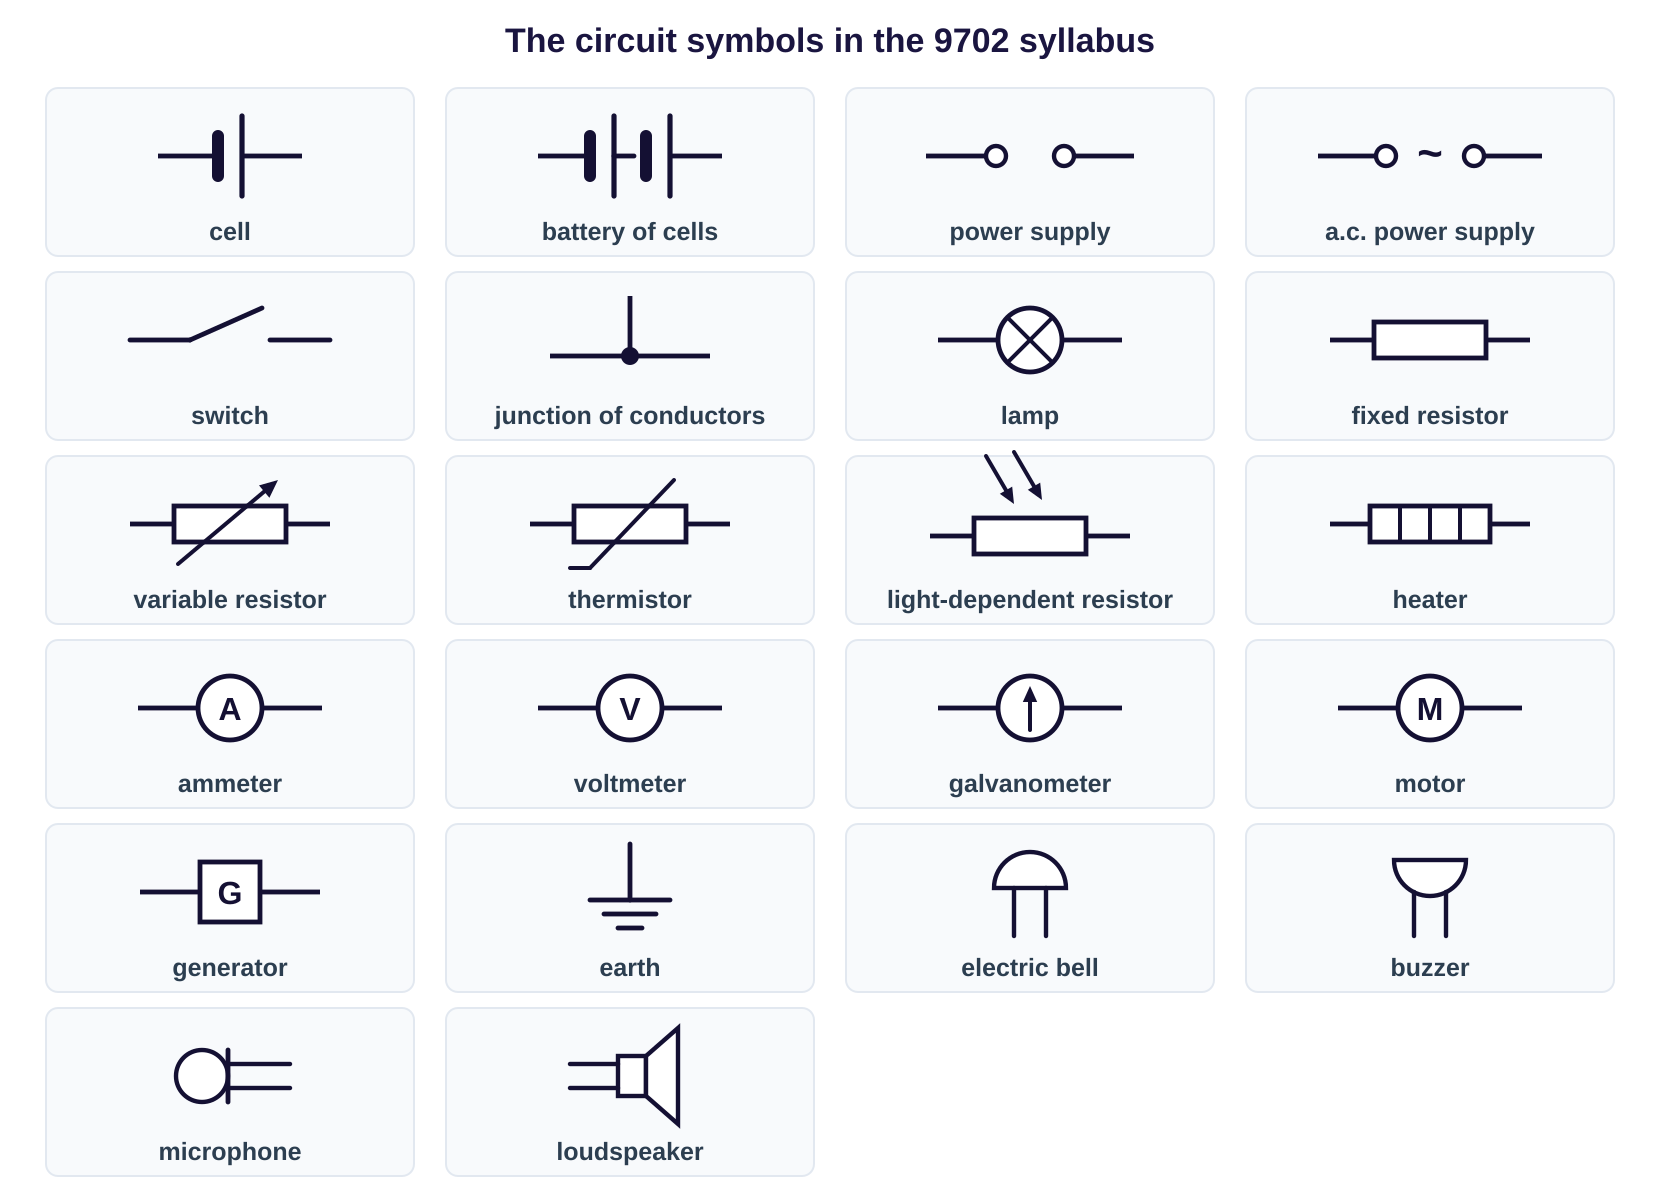 The circuit symbols in the 9702 syllabus
cell
battery of cells
power supply
~
a.c. power supply
switch
junction of conductors
lamp
fixed resistor
variable resistor
thermistor
light-dependent resistor
heater
A
ammeter
V
voltmeter
galvanometer
M
motor
G
generator
earth
electric bell
buzzer
microphone
loudspeaker